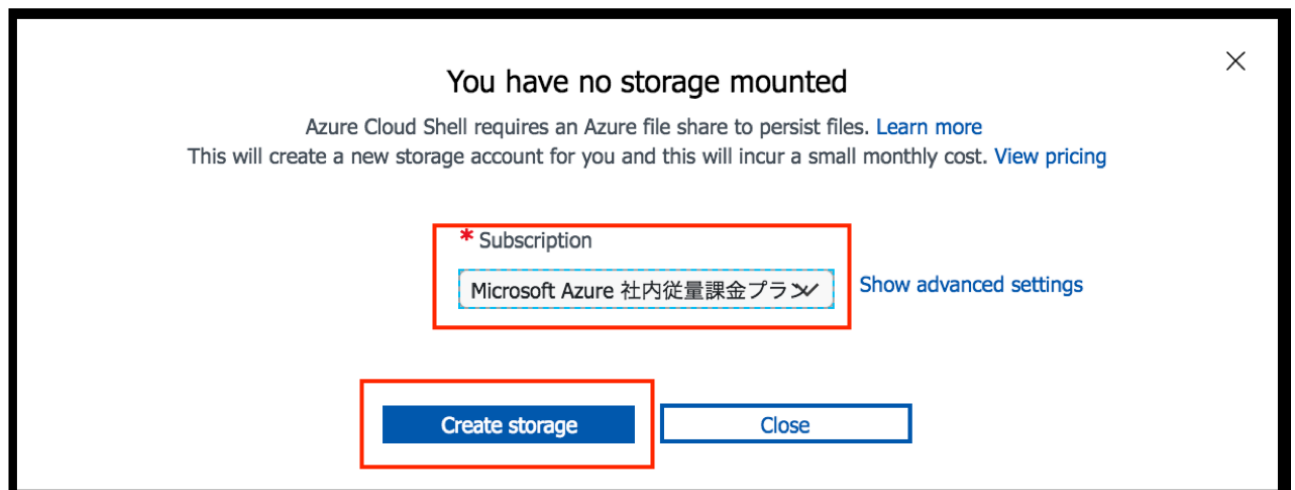 You have no storage mounted
Azure Cloud Shell requires an Azure file share to persist files. Learn more
This will create a new storage account for you and this will incur a small monthly cost. View pricing
* Subscription
Microsoft Azure 社内従量課金プラ
Show advanced settings
Create storage
Close